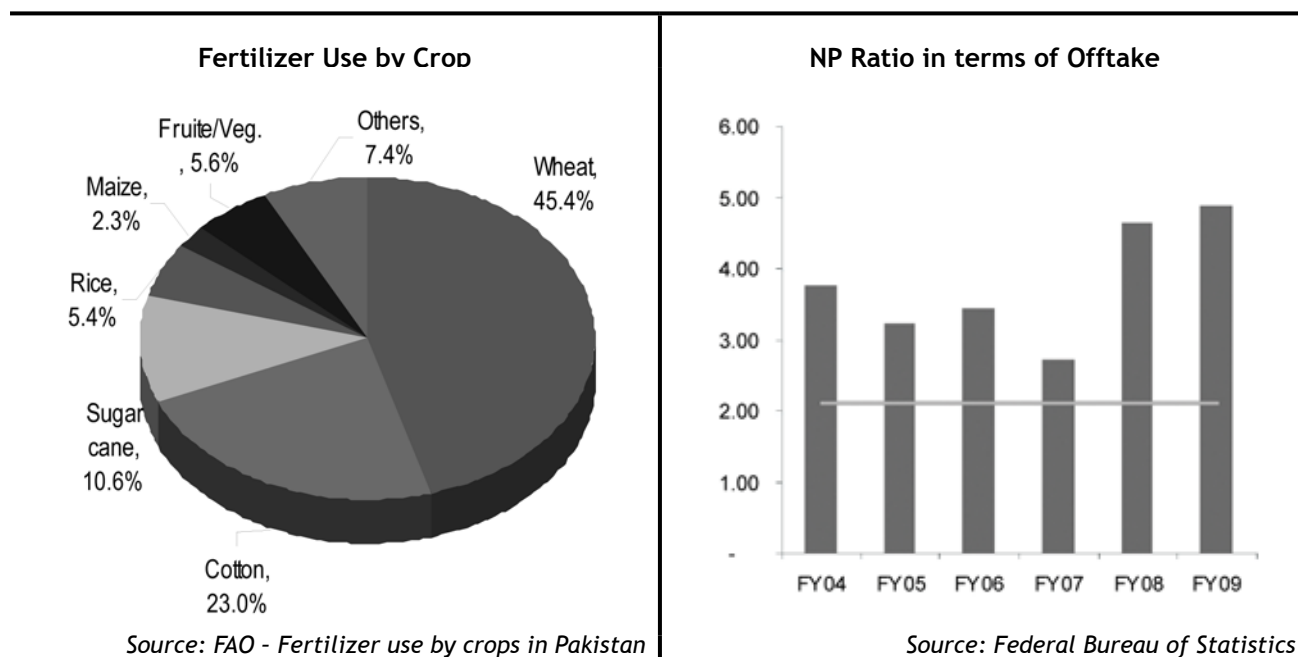 Fertilizer Use by Crop
Fruite/Veg.
, 5.6%
Others,
7.4%
Wheat,
45.4%
Maize,
2.3%
Rice,
5.4%
Sugar
cane,
10.6%
Cotton,
23.0%
Source: FAO – Fertilizer use by crops in Pakistan
NP Ratio in terms of Offtake
6.00
5.00
4.00
3.00
2.00
1.00
-
FY04 FY05 FY06 FY07 FY08 FY09
Source: Federal Bureau of Statistics